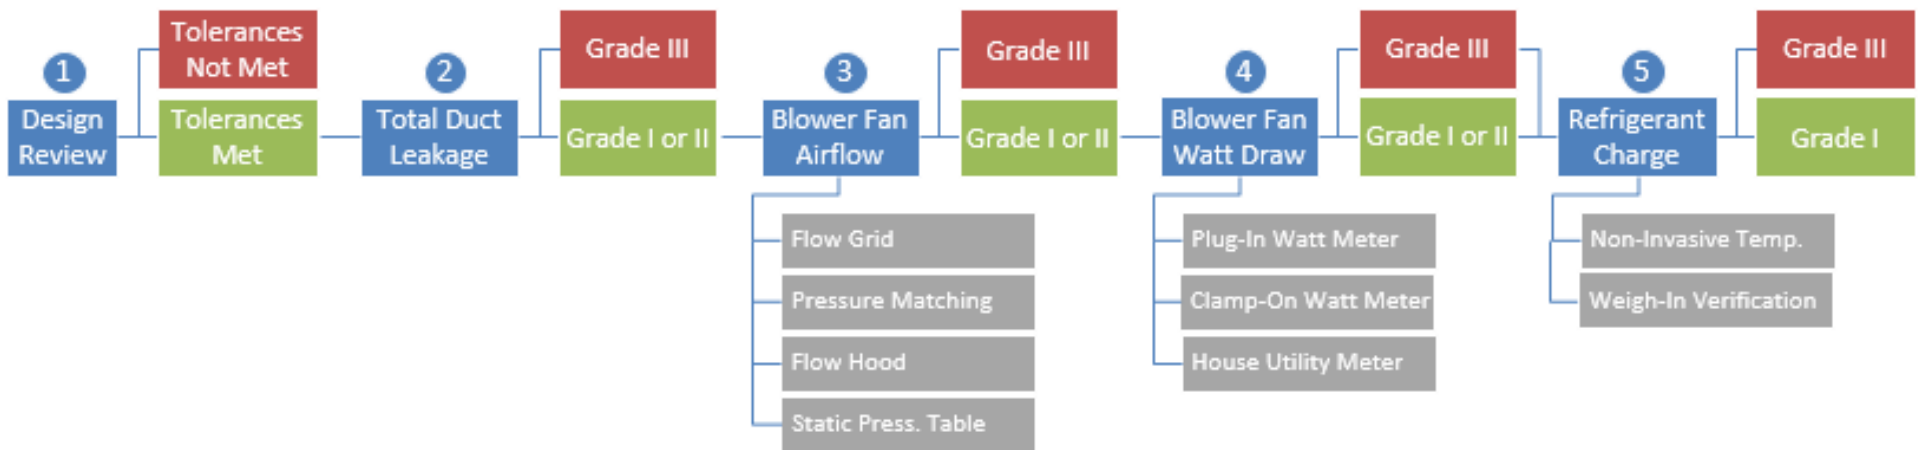 1
Design
Review
Tolerances
Not Met
Tolerances
Met
2
Total Duct
Leakage
Grade III
Grade I or II
3
Blower Fan
Airflow
Flow Grid
Pressure Matching
Flow Hood
Static Press. Table
Grade III
Grade I or II
4
Blower Fan
Watt Draw
Plug-In Watt Meter
Clamp-On Watt Meter
House Utility Meter
Grade III
Grade I or II
5
Refrigerant
Charge
Non-Invasive Temp.
Weigh-In Verification
Grade III
Grade I